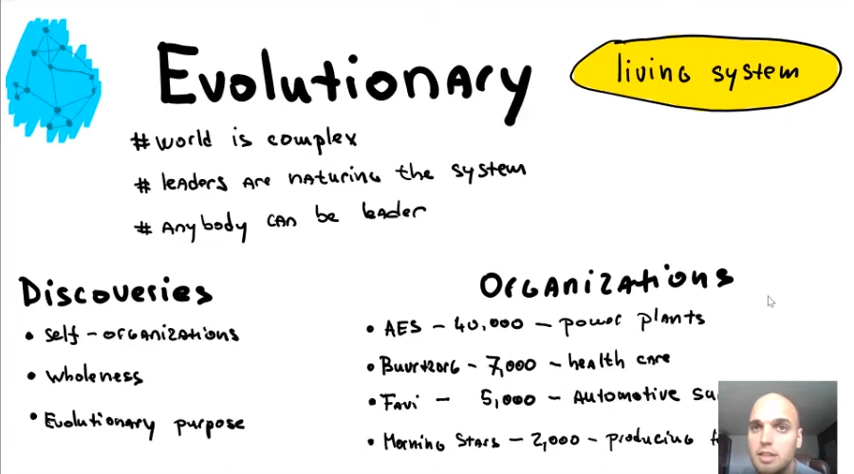 Evolutionary
living system
# world is complex
# leaders are naturing the system
# anybody can be leader
Discoveries
• self-organizations
• wholeness
• Evolutionary purpose
Organizations
• AES - 40,000 - power plants
• Buurtzorg - 7,000 - health care
• Favi - 5,000 - Automotive
• Morning Stars - 2,000 - producing